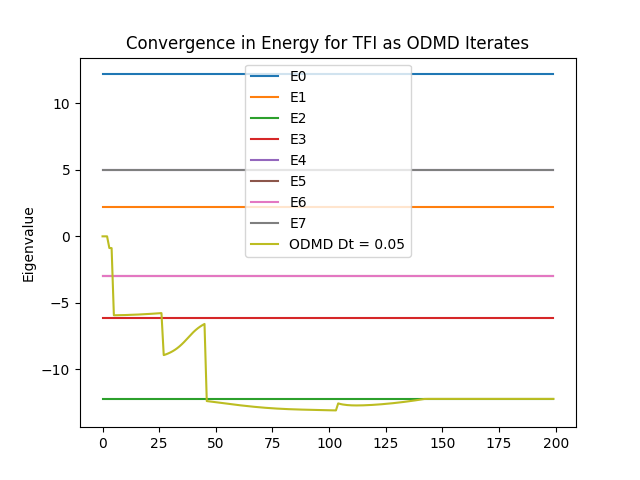 Convergence in Energy for TFI as ODMD Iterates
Eigenvalue
10
5
0
−5
−10
E0
E1
E2
E3
E4
E5
E6
E7
ODMD Dt = 0.05
0 25 50 75 100 125 150 175 200